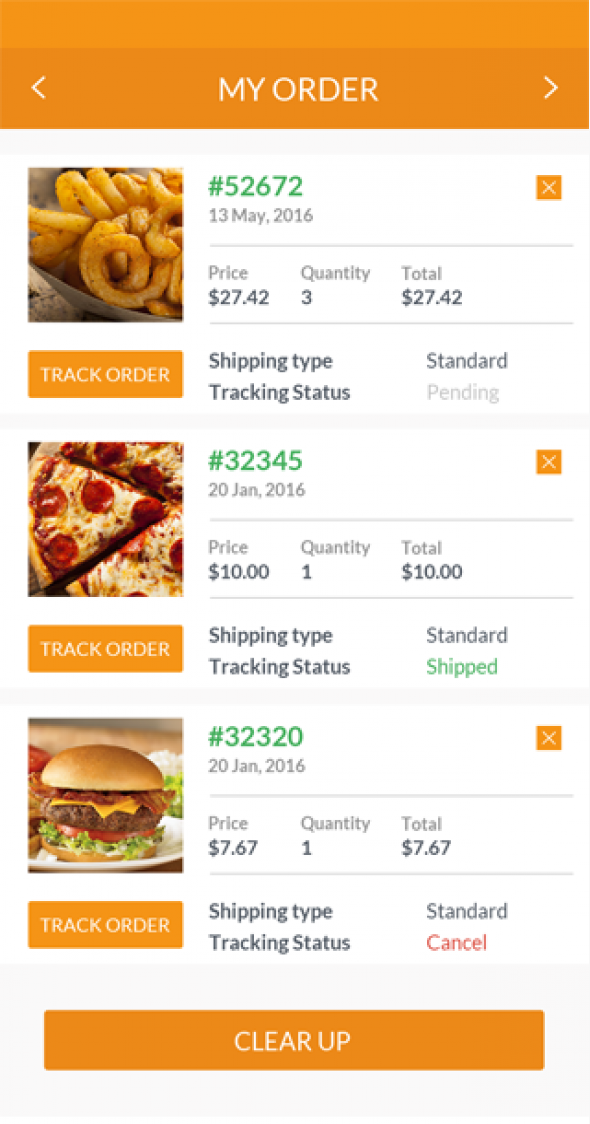 MY ORDER
#52672
13 May, 2016
Price Quantity Total
$27.42 3 $27.42
TRACK ORDER
Shipping type Standard
Tracking Status Pending
#32345
20 Jan, 2016
Price Quantity Total
$10.00 1 $10.00
TRACK ORDER
Shipping type Standard
Tracking Status Shipped
#32320
20 Jan, 2016
Price Quantity Total
$7.67 1 $7.67
TRACK ORDER
Shipping type Standard
Tracking Status Cancel
CLEAR UP